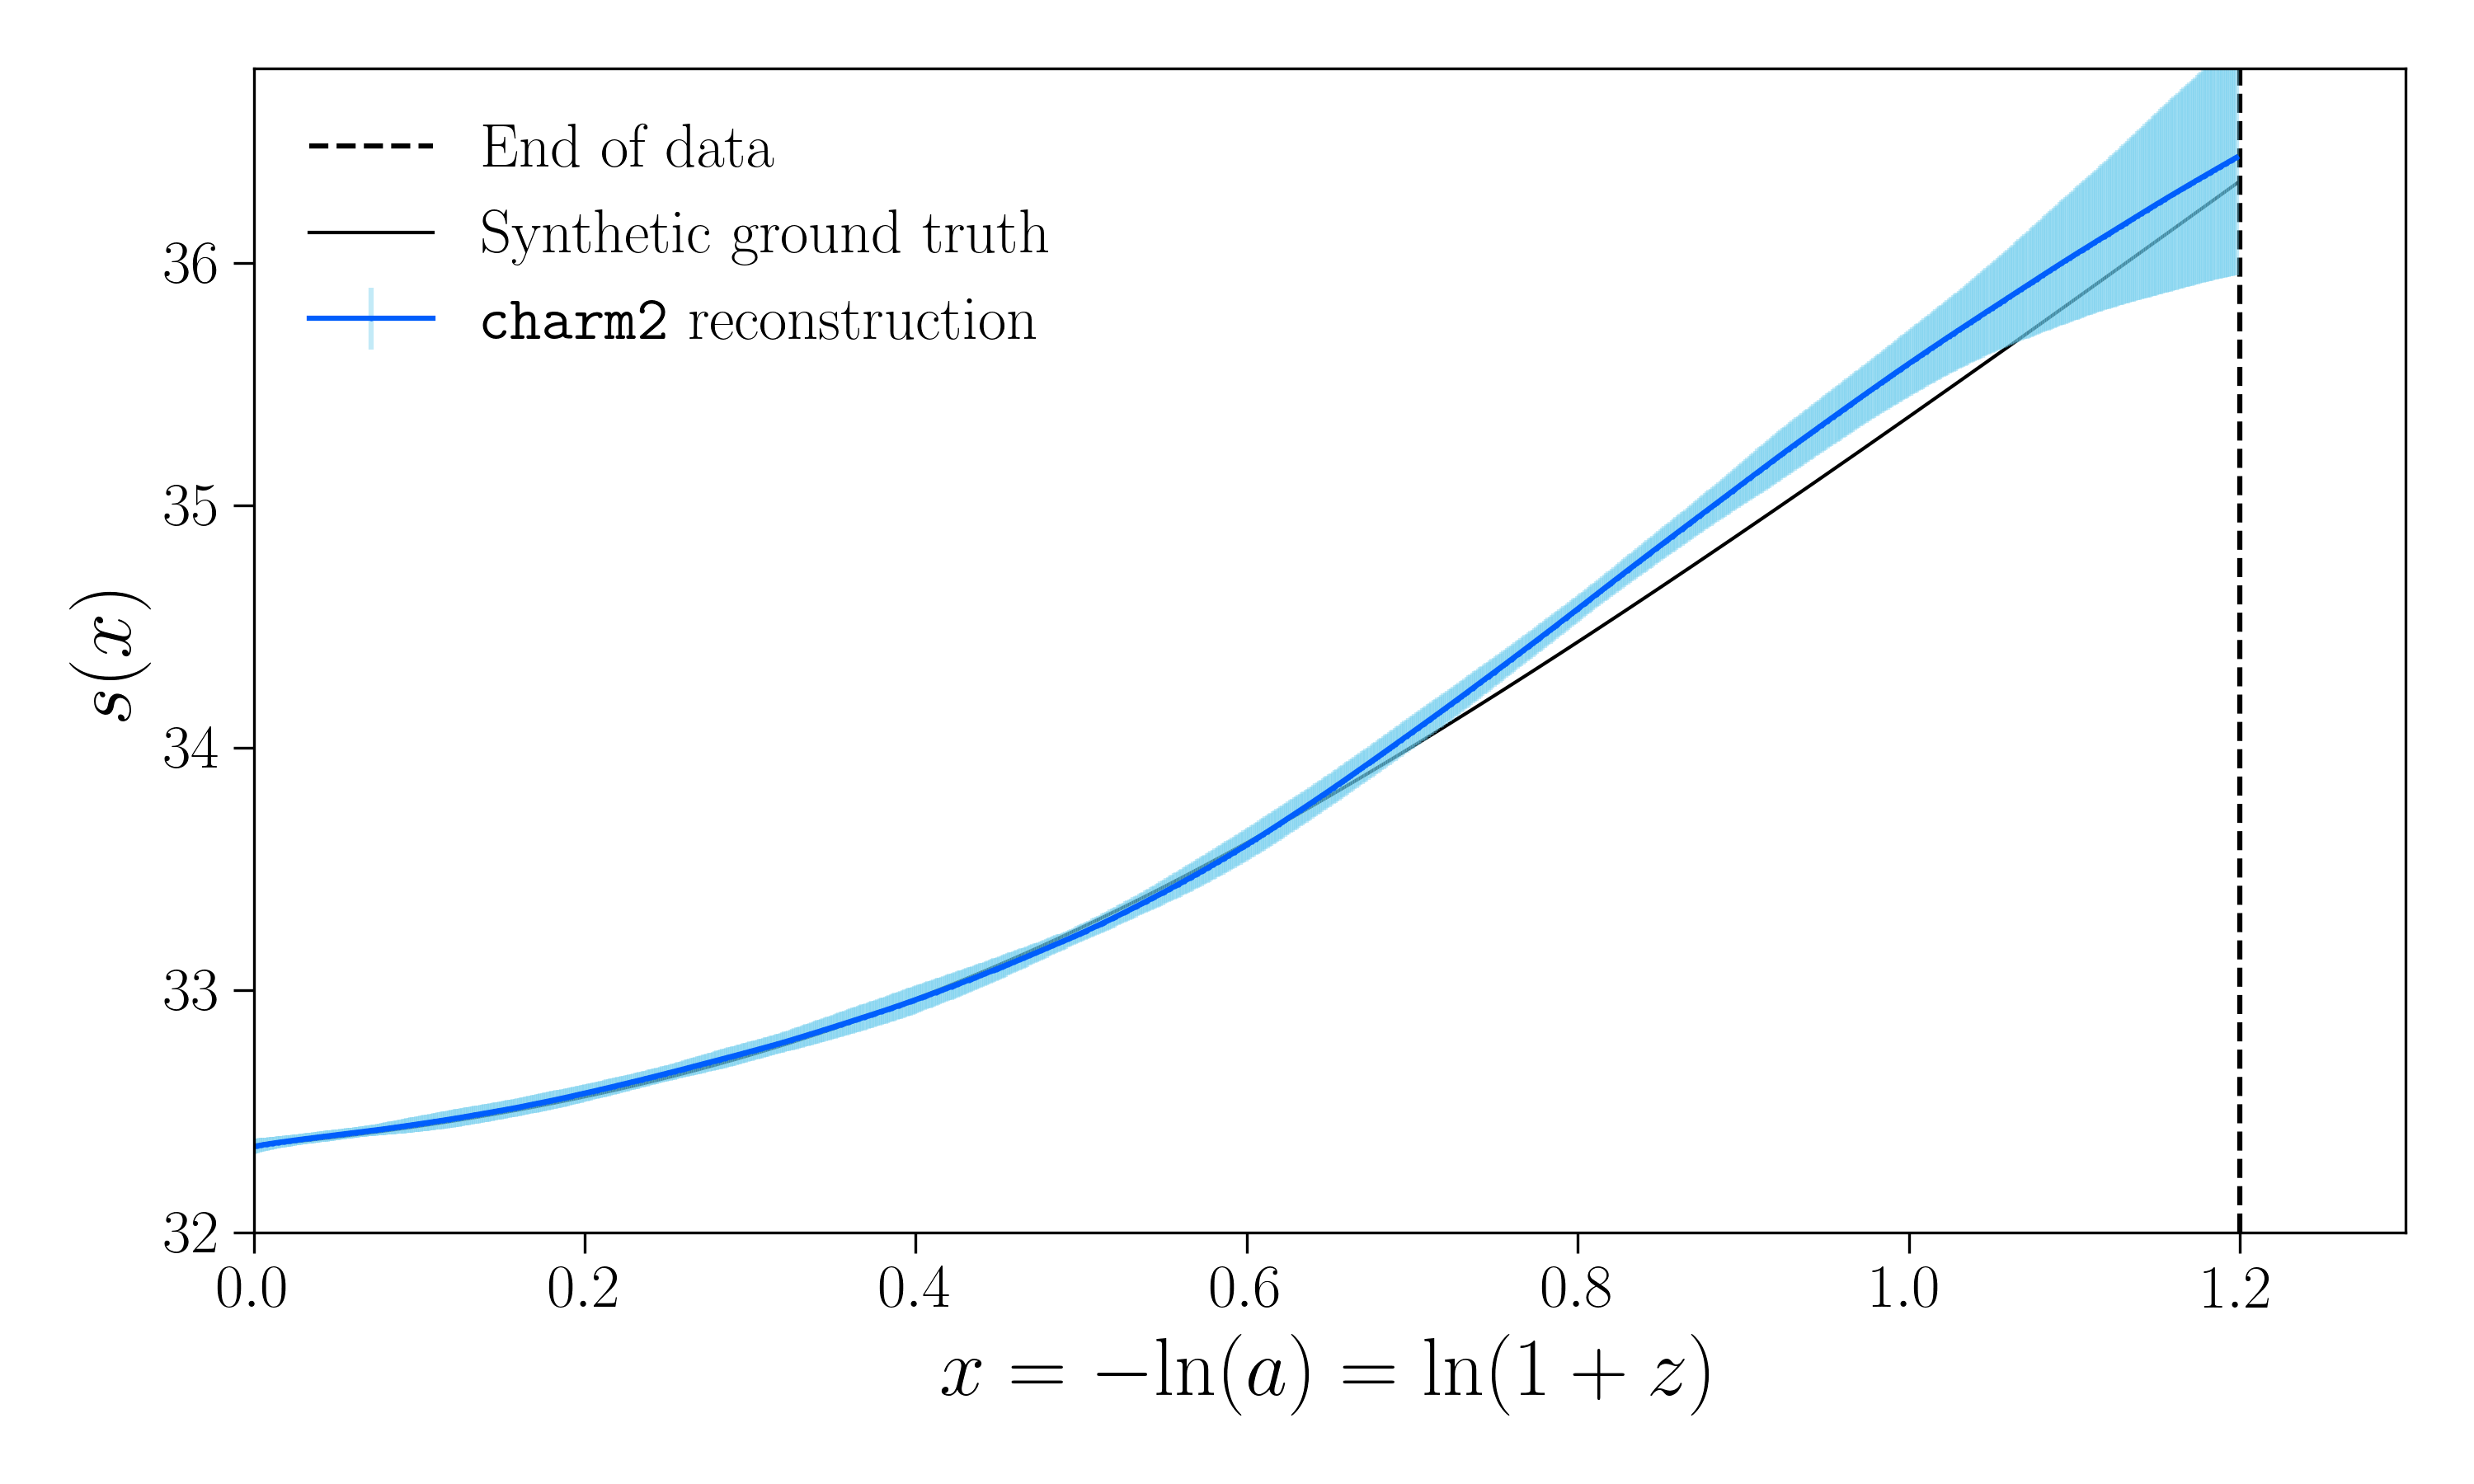 End of data
Synthetic ground truth
charm2 reconstruction
s(x)
36
35
34
33
32
0.0 0.2 0.4 0.6 0.8 1.0 1.2
x = −ln(a) = ln(1 + z)